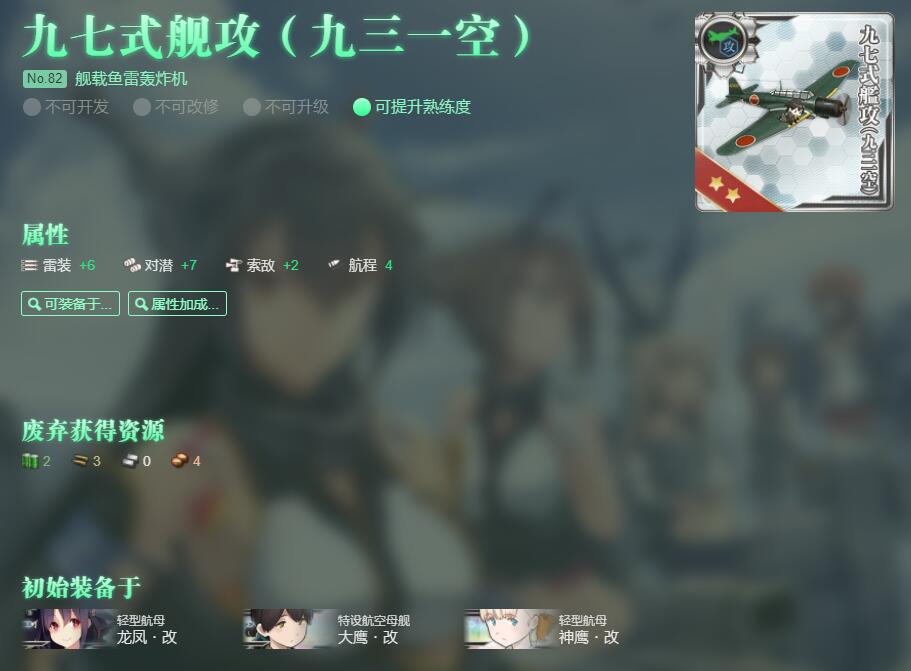 九七式舰攻（九三一空）
No.82 舰载鱼雷轰炸机
不可开发 不可改修 不可升级 可提升熟练度
攻
九七式艦攻(九三一空)
属性
雷装 +6 对潜 +7 索敌 +2 航程 4
可装备于... 属性加成...
废弃获得资源
2 3 0 4
初始装备于
轻型航母
龙凤·改
特设航空母舰
大鹰·改
轻型航母
神鹰·改